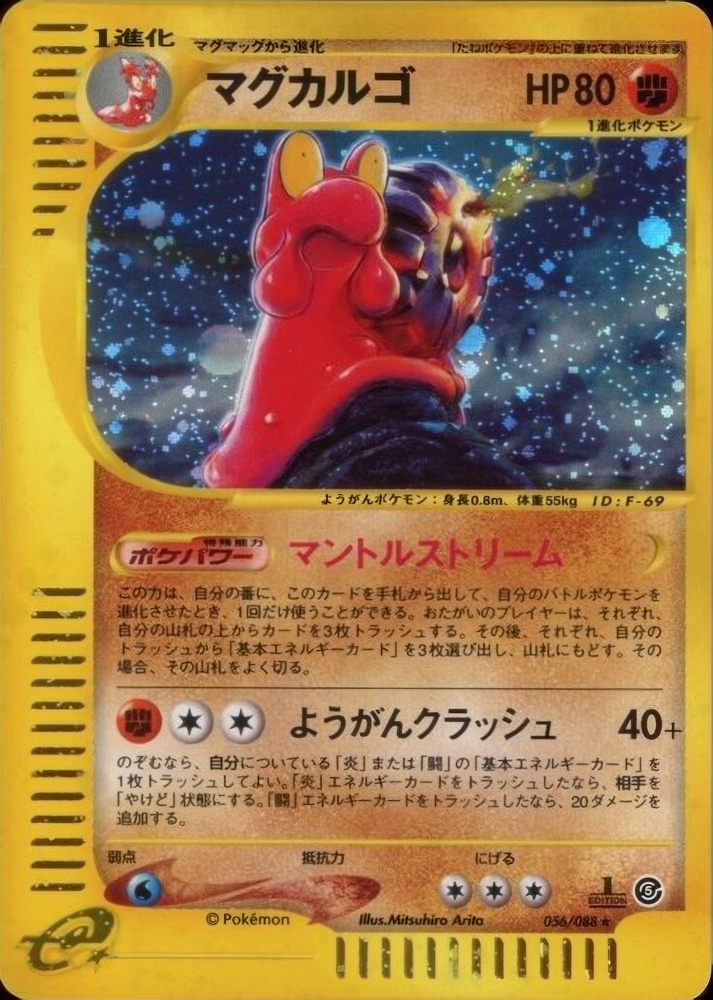 1進化
マグマッグから進化
「たねポケモン」の上に重ねて進化させます
マグカルゴ
HP80
1進化ポケモン
ようがんポケモン：身長0.8m、体重55kg ID:F-69
特殊能力
ポケパワー
マントルストリーム
この力は、自分の番に、このカードを手札から出して、自分のバトルポケモンを
進化させたとき、1回だけ使うことができる。おたがいのプレイヤーは、それぞれ、
自分の山札の上からカードを3枚トラッシュする。その後、それぞれ、自分の
トラッシュから「基本エネルギーカード」を3枚選び出し、山札にもどす。その
場合、その山札をよく切る。
ようがんクラッシュ 40+
のぞむなら、自分についている「炎」または「闘」の「基本エネルギーカード」を
1枚トラッシュしてよい。「炎」エネルギーカードをトラッシュしたなら、相手を
「やけど」状態にする。「闘」エネルギーカードをトラッシュしたなら、20ダメージを
追加する。
弱点 抵抗力 にげる
1
EDITION
5
© Pokémon Illus.Mitsuhiro Arita 056/088★
e